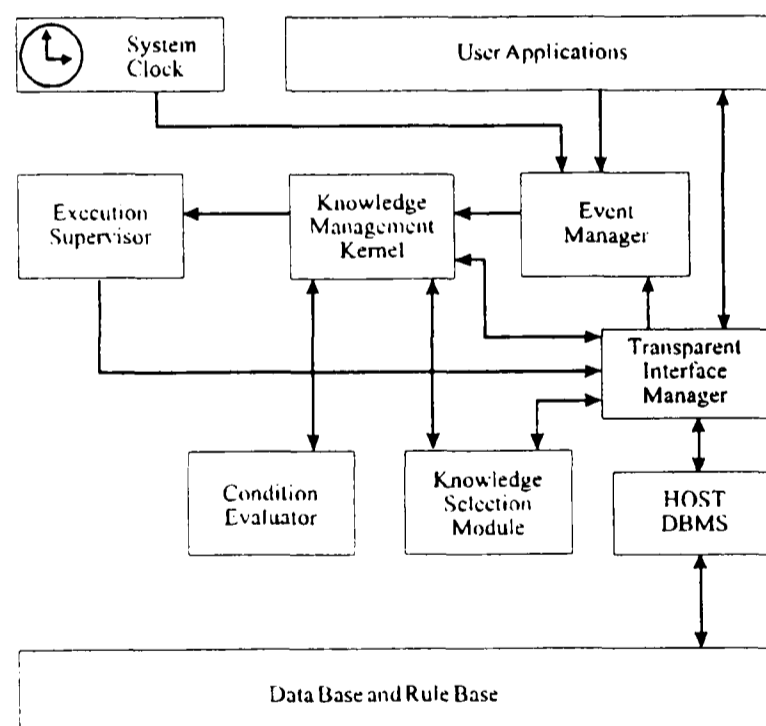 System
Clock
User Applications
Execution
Supervisor
Knowledge
Management
Kernel
Event
Manager
Transparent
Interface
Manager
Condition
Evaluator
Knowledge
Selection
Module
HOST
DBMS
Data Base and Rule Base